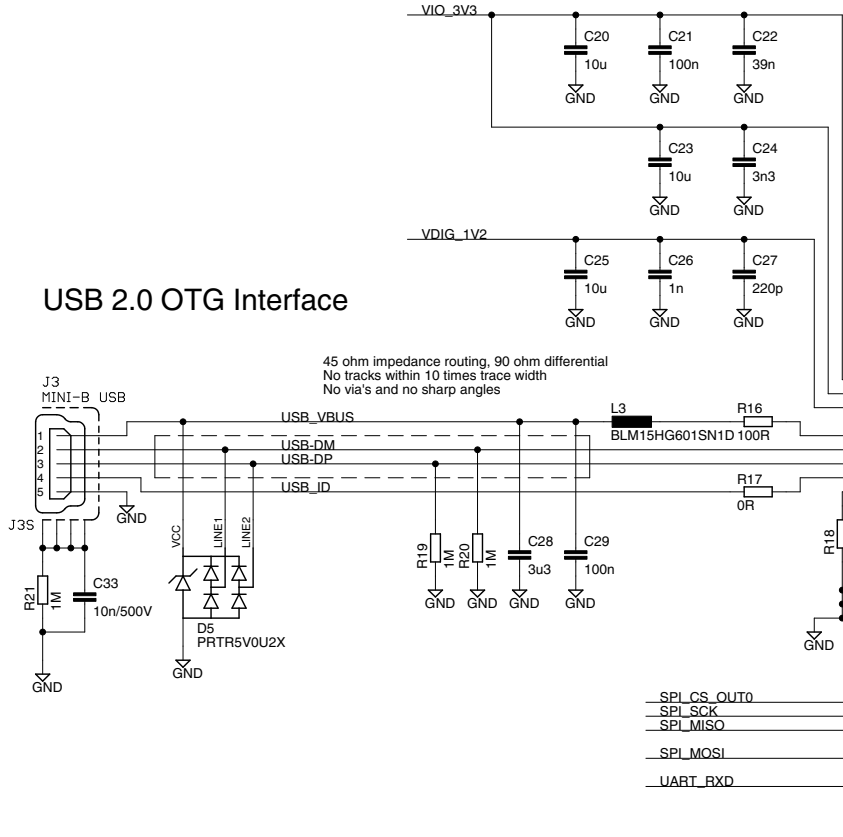 VIO_3V3
C20
10u
GND
C21
100n
GND
C22
39n
GND
C23
10u
GND
C24
3n3
GND
VDIG_1V2
C25
10u
GND
C26
1n
GND
C27
220p
GND
USB 2.0 OTG Interface
45 ohm impedance routing, 90 ohm differential
No tracks within 10 times trace width
No via's and no sharp angles
J3
MINI-B USB
1
2
3
4
5
J3S
GND
USB_VBUS
USB-DM
USB-DP
USB_ID
L3
BLM15HG601SN1D
R16
100R
R17
0R
R18
VCC
LINE1
LINE2
D5
PRTR5V0U2X
GND
R19
1M
GND
R20
1M
GND
C28
3u3
GND
C29
100n
GND
R21
1M
C33
10n/500V
GND
GND
SPI_CS_OUT0
SPI_SCK
SPI_MISO
SPI_MOSI
UART_RXD